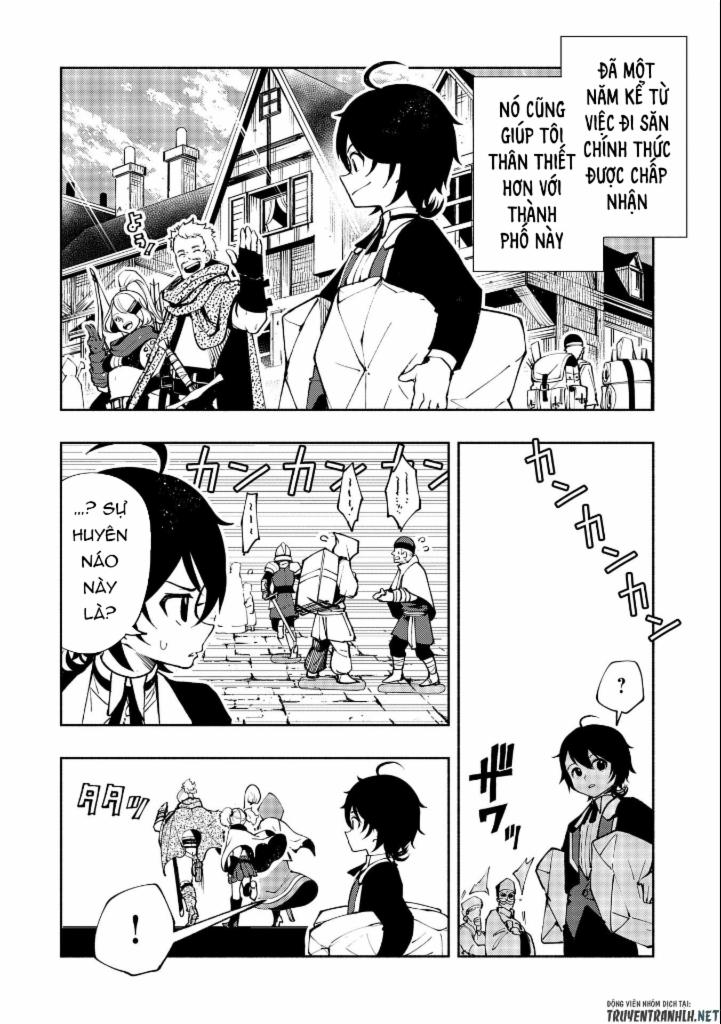 ĐÃ MỘT
NĂM KỂ TỪ
VIỆC ĐI SĂN
CHÍNH THỨC
ĐƯỢC CHẤP
NHẬN
NÓ CŨNG
GIÚP TÔI
THÂN THIẾT
HƠN VỚI
THÀNH
PHỐ NÀY
よっ!!
カンカンカンカン
?
ザワッ
カンカンカン
...? SỰ
HUYÊN
NÁO
NÀY
LÀ?
タタッ
!
ĐỘNG VIÊN NHÓM DỊCH TẠI:
TRUYENTRANHLH.NET